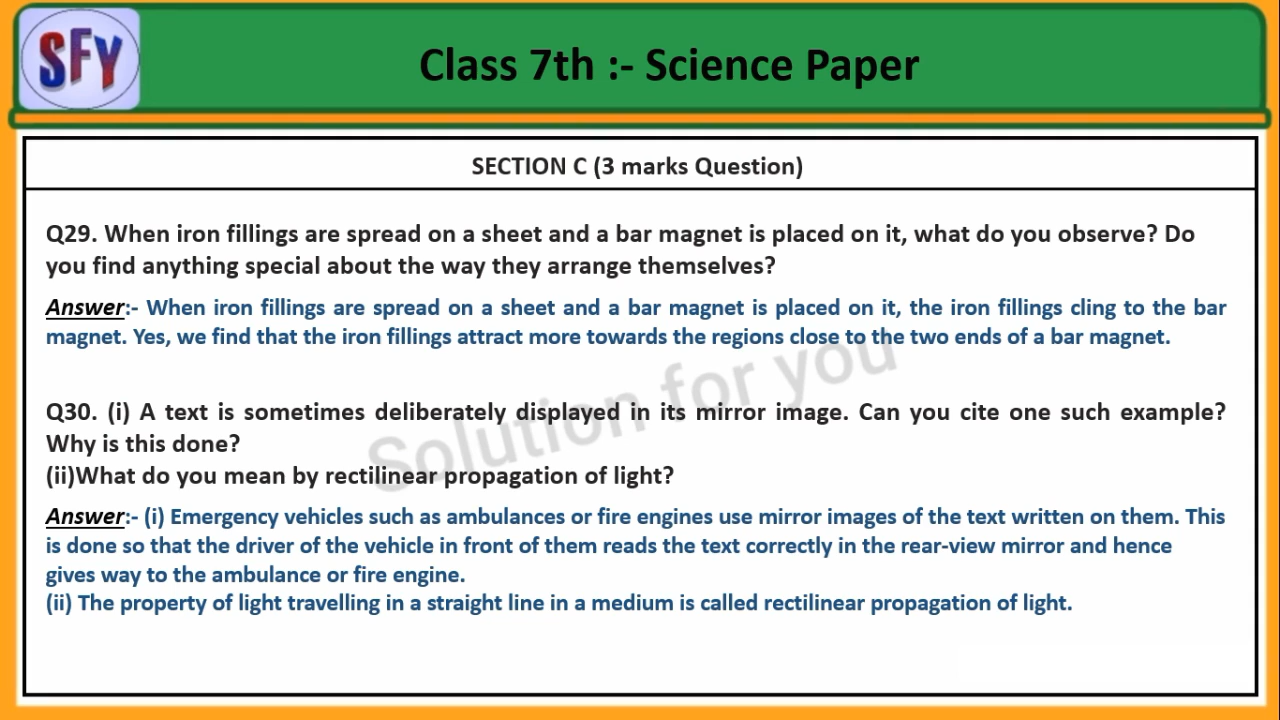 SFY
Class 7th :- Science Paper
SECTION C (3 marks Question)
Q29. When iron fillings are spread on a sheet and a bar magnet is placed on it, what do you observe? Do
you find anything special about the way they arrange themselves?
Answer:- When iron fillings are spread on a sheet and a bar magnet is placed on it, the iron fillings cling to the bar
magnet. Yes, we find that the iron fillings attract more towards the regions close to the two ends of a bar magnet.
Solution for you
Q30. (i) A text is sometimes deliberately displayed in its mirror image. Can you cite one such example?
Why is this done?
(ii)What do you mean by rectilinear propagation of light?
Answer:- (i) Emergency vehicles such as ambulances or fire engines use mirror images of the text written on them. This
is done so that the driver of the vehicle in front of them reads the text correctly in the rear-view mirror and hence
gives way to the ambulance or fire engine.
(ii) The property of light travelling in a straight line in a medium is called rectilinear propagation of light.